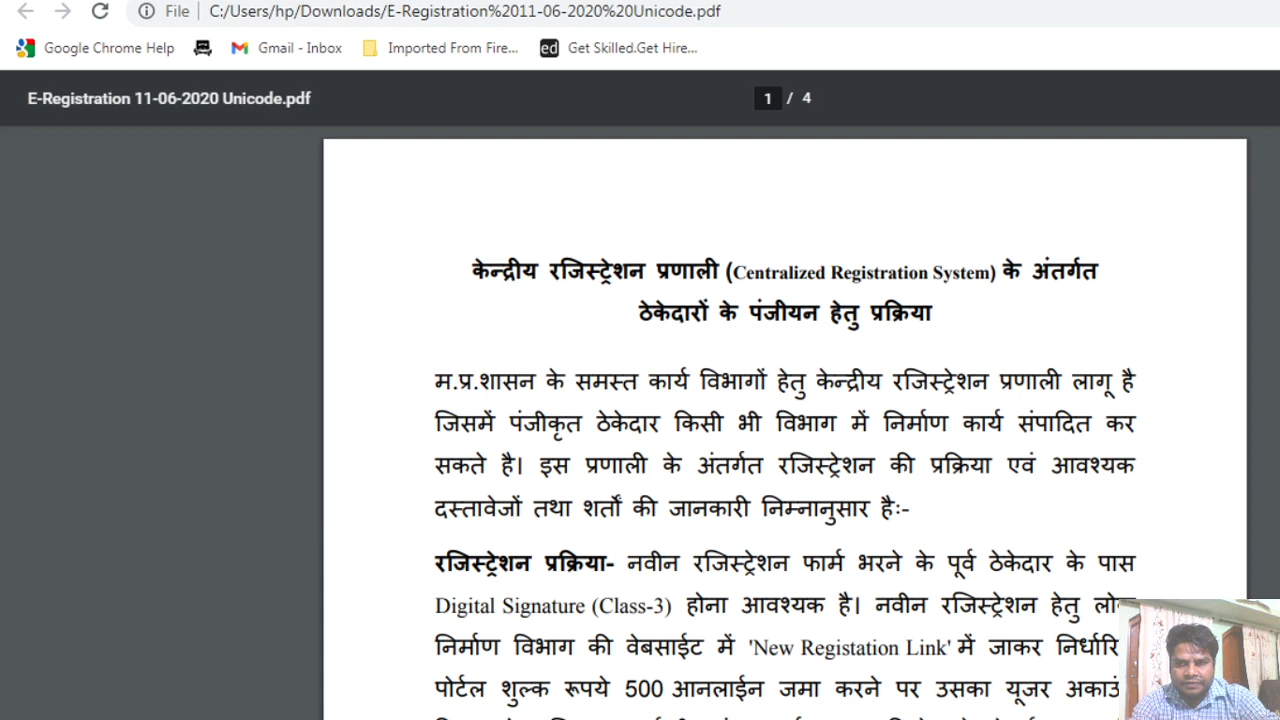 File
C:/Users/hp/Downloads/E-Registration%2011-06-2020%20Unicode.pdf
Google Chrome Help
Gmail - Inbox
Imported From Fire...
ed
Get Skilled.Get Hire...
E-Registration 11-06-2020 Unicode.pdf
1 / 4
केन्द्रीय रजिस्ट्रेशन प्रणाली (Centralized Registration System) के अंतर्गत
ठेकेदारों के पंजीयन हेतु प्रक्रिया
म.प्र.शासन के समस्त कार्य विभागों हेतु केन्द्रीय रजिस्ट्रेशन प्रणाली लागू है
जिसमें पंजीकृत ठेकेदार किसी भी विभाग में निर्माण कार्य संपादित कर
सकते है। इस प्रणाली के अंतर्गत रजिस्ट्रेशन की प्रक्रिया एवं आवश्यक
दस्तावेजों तथा शर्तों की जानकारी निम्नानुसार है:-
रजिस्ट्रेशन प्रक्रिया- नवीन रजिस्ट्रेशन फार्म भरने के पूर्व ठेकेदार के पास
Digital Signature (Class-3) होना आवश्यक है। नवीन रजिस्ट्रेशन हेतु
निर्माण विभाग की वेबसाईट में 'New Registation Link' में जाकर
पोर्टल शुल्क रूपये 500 आनलाईन जमा करने पर उसका यूजर